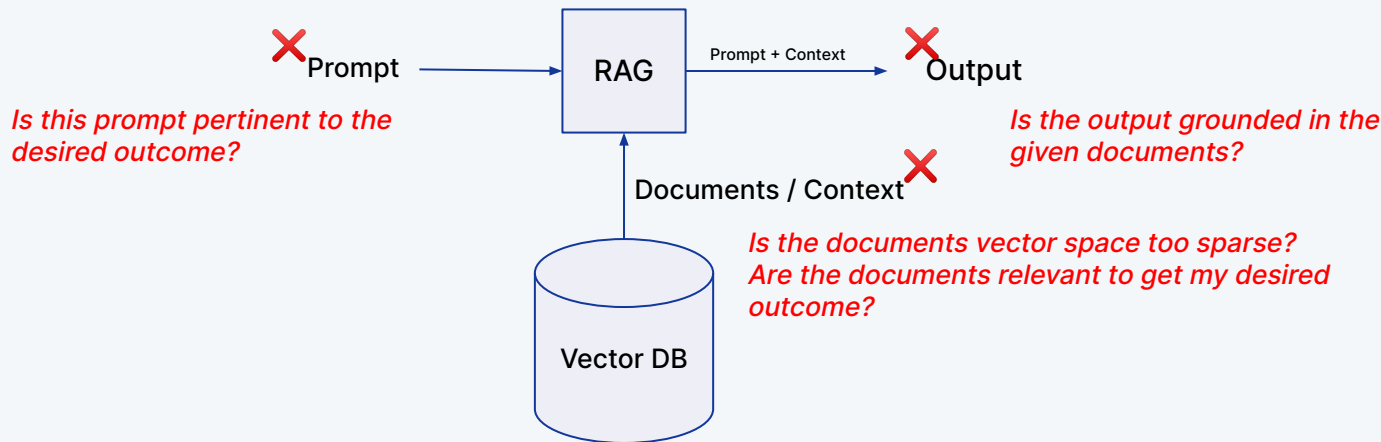 Prompt
RAG
Prompt + Context
Output
Is this prompt pertinent to the
desired outcome?
Is the output grounded in the
given documents?
Documents / Context
Is the documents vector space too sparse?
Are the documents relevant to get my desired
outcome?
Vector DB